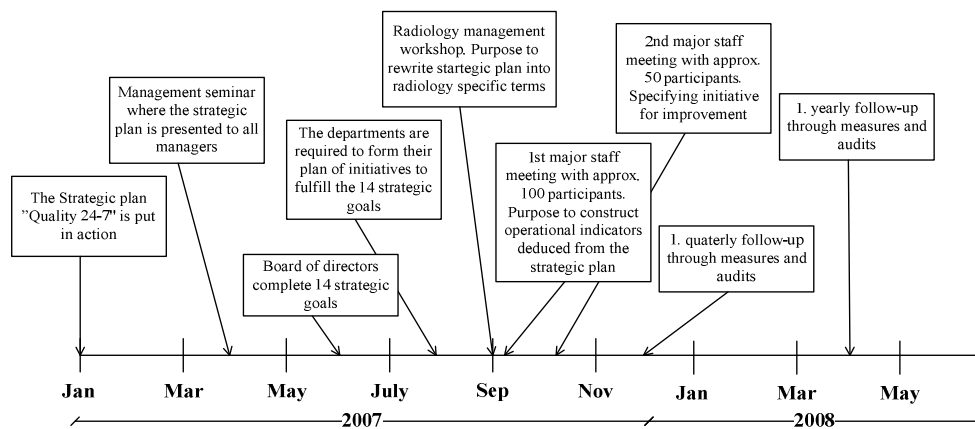 The Strategic plan
"Quality 24-7" is put
in action
Management seminar
where the strategic
plan is presented to all
managers
Board of directors
complete 14 strategic
goals
The departments are
required to form their
plan of initiatives to
fulfill the 14 strategic
goals
Radiology management
workshop. Purpose to
rewrite startegic plan into
radiology specific terms
1st major staff
meeting with approx.
100 participants.
Purpose to construct
operational indicators
deduced from the
strategic plan
2nd major staff
meeting with approx.
50 participants.
Specifying initiative
for improvement
1. quaterly follow-up
through measures and
audits
1. yearly follow-up
through measures and
audits
Jan Mar May July Sep Nov Jan Mar May
2007 2008